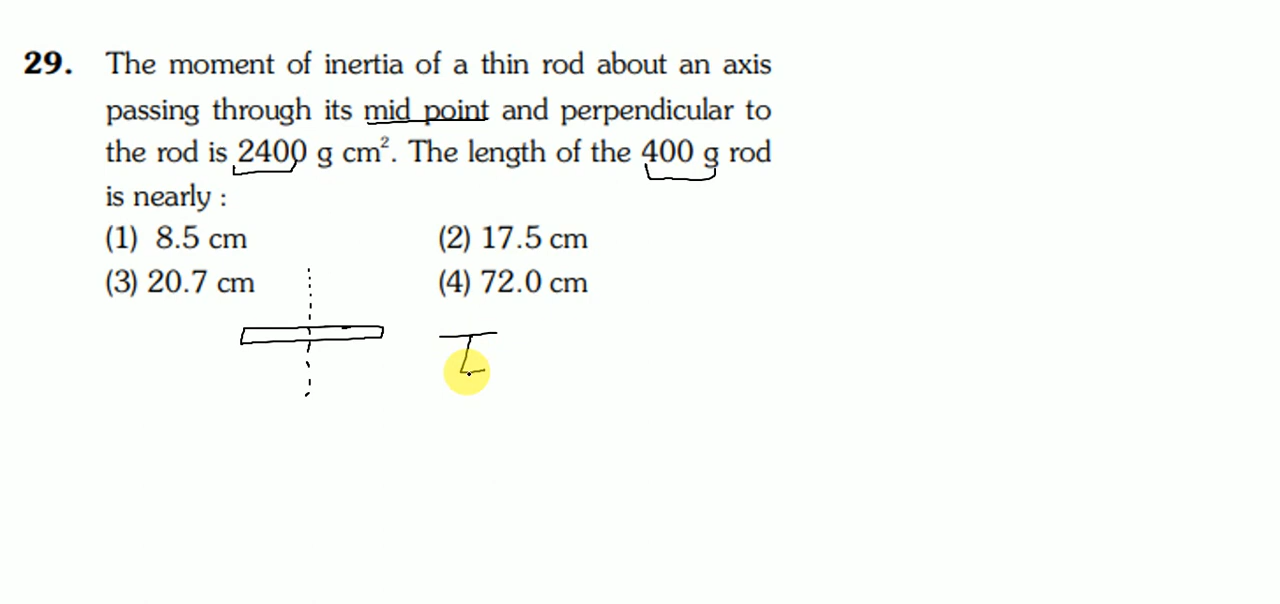 29. The moment of inertia of a thin rod about an axis
passing through its mid point and perpendicular to
the rod is 2400 g cm². The length of the 400 g rod
is nearly :
(1) 8.5 cm (2) 17.5 cm
(3) 20.7 cm (4) 72.0 cm
I